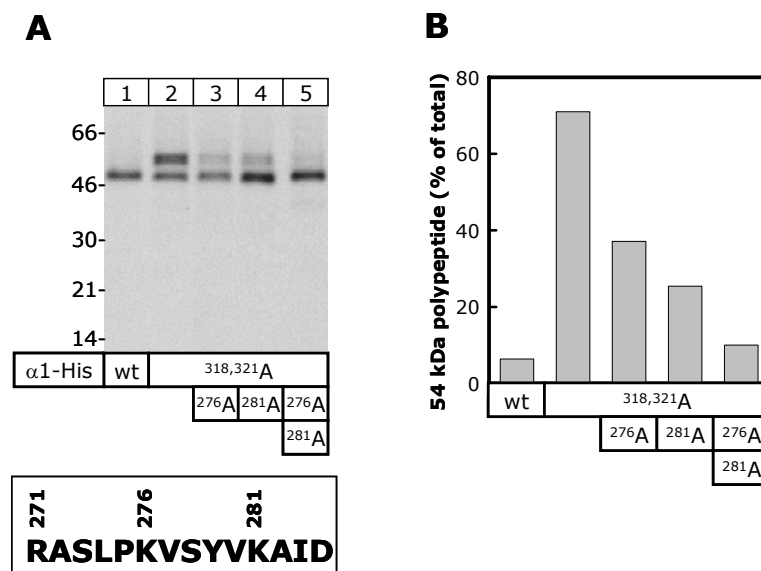 A
1 2 3 4 5
66-
46-
30-
21-
14-
α1-His wt 318,321A
276A 281A 276A
281A
271 276 281
RASLPKVSYVKAID
B
54 kDa polypeptide (% of total)
80
60
40
20
0
wt 318,321A
276A 281A 276A
281A